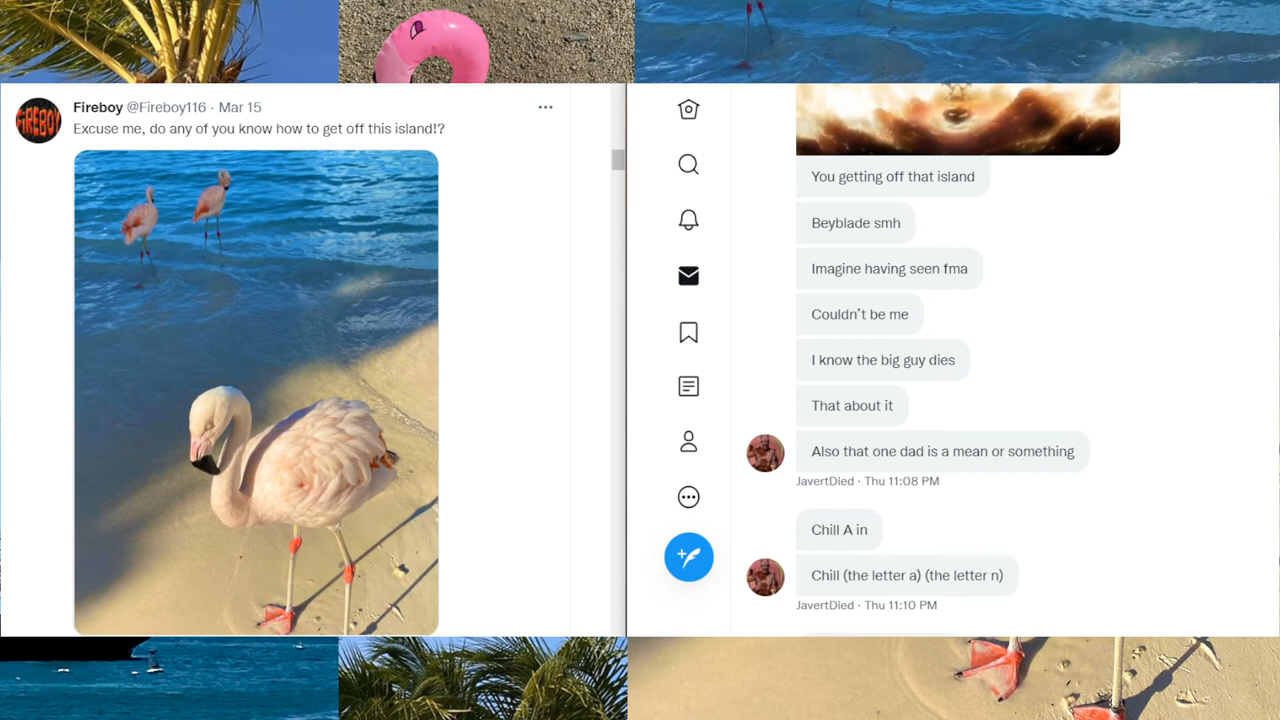 FIREBOY
Fireboy @Fireboy116 · Mar 15
Excuse me, do any of you know how to get off this island!?
You getting off that island
Beyblade smh
Imagine having seen fma
Couldn't be me
I know the big guy dies
That about it
Also that one dad is a mean or something
JavertDied · Thu 11:08 PM
Chill A in
Chill (the letter a) (the letter n)
JavertDied · Thu 11:10 PM